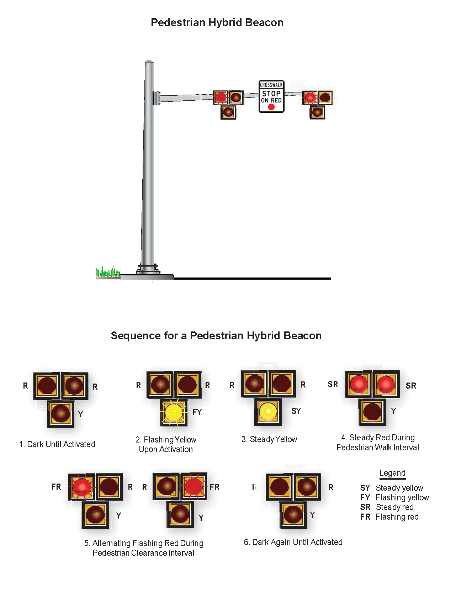 Pedestrian Hybrid Beacon
CROSSWALK
STOP
ON RED
Sequence for a Pedestrian Hybrid Beacon
R R
Y
1. Dark Until Activated
R R
FY
2. Flashing Yellow
Upon Activation
R R
SY
3. Steady Yellow
SR SR
Y
4. Steady Red During
Pedestrian Walk Interval
FR R R FR
Y Y
5. Alternating Flashing Red During
Pedestrian Clearance Interval
R
Y
6. Dark Again Until Activated
Legend
SY Steady yellow
FY Flashing yellow
SR Steady red
FR Flashing red